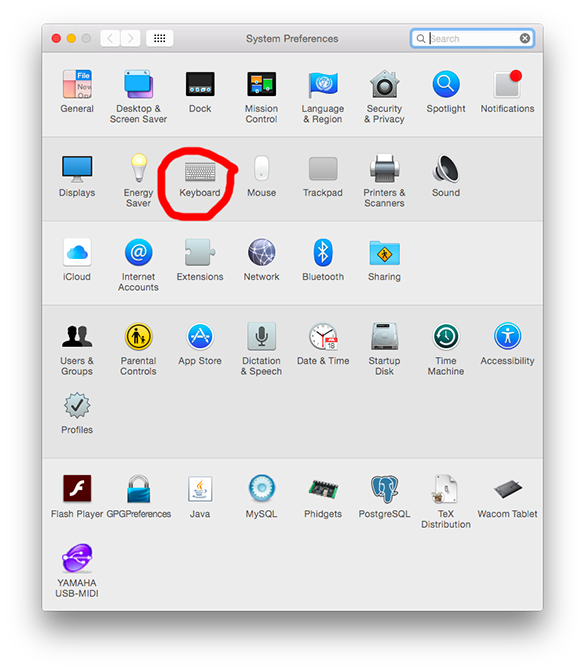 System Preferences
Search
General
Desktop &
Screen Saver
Dock
Mission
Control
Language
& Region
Security
& Privacy
Spotlight
Notifications
Displays
Energy
Saver
Keyboard
Mouse
Trackpad
Printers &
Scanners
Sound
iCloud
Internet
Accounts
Extensions
Network
Bluetooth
Sharing
Users &
Groups
Parental
Controls
App Store
Dictation
& Speech
Date & Time
Startup
Disk
Time
Machine
Accessibility
Profiles
Flash Player
GPGPreferences
Java
MySQL
Phidgets
PostgreSQL
TeX
Distribution
Wacom Tablet
YAMAHA
USB-MIDI